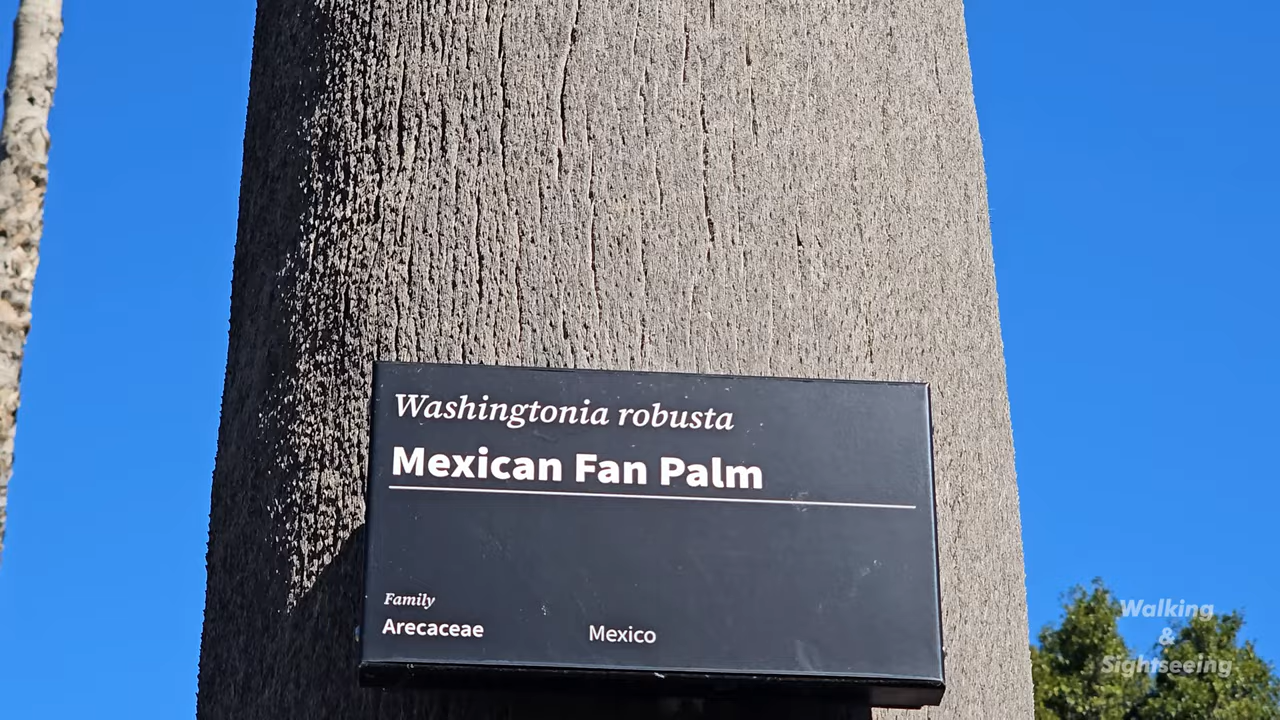 Washingtonia robusta
Mexican Fan Palm
Family
Arecaceae
Mexico
Walking
&
Sightseeing